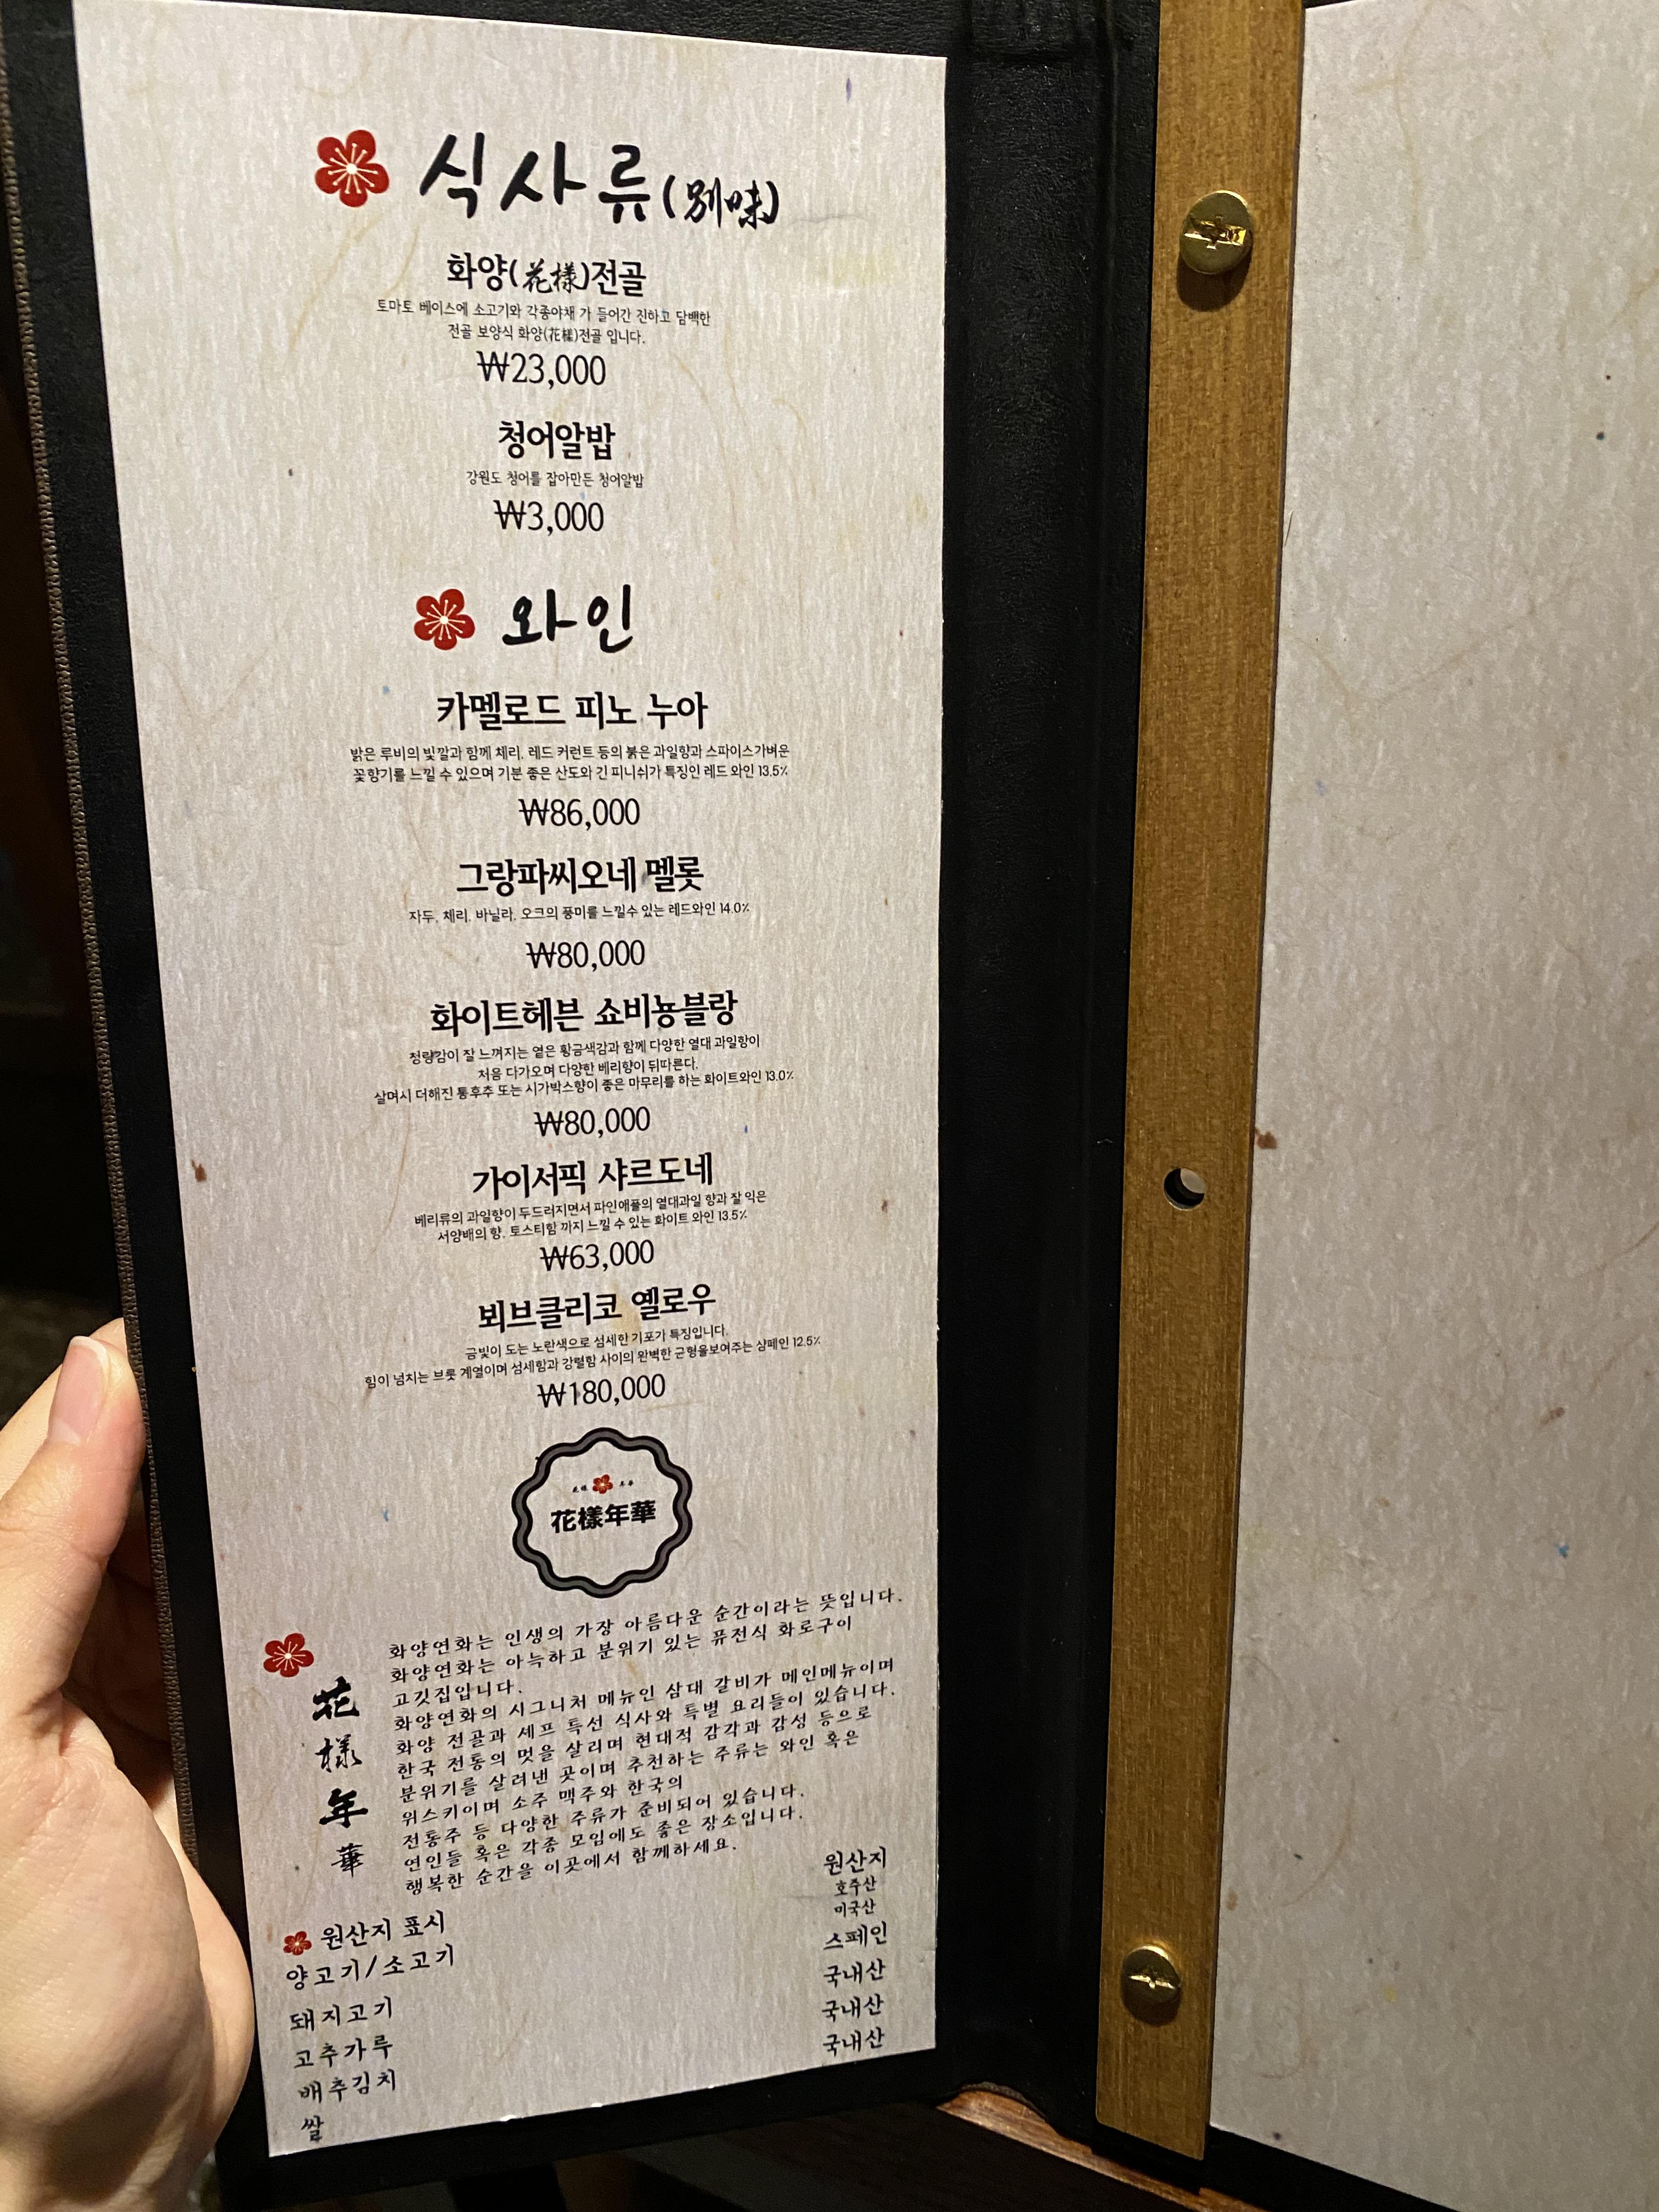 식사류(別味)
화양(花樣)전골
토마토 베이스에 소고기와 각종야채 가 들어간 진하고 담백한
전골 보양식 화양(花樣)전골 입니다.
₩23,000
청어알밥
강원도 청어를 잡아만든 청어알밥
₩3,000
와인
카멜로드 피노 누아
밝은 루비의 빛깔과 함께 체리, 레드 커런트 등의 붉은 과일향과 스파이스가벼운
꽃향기를 느낄 수 있으며 기분 좋은 산도와 긴 피니쉬가 특징인 레드 와인 13.5%
₩86,000
그랑파씨오네 멜롯
자두, 체리, 바닐라, 오크의 풍미를 느낄수 있는 레드와인 14.0%
₩80,000
화이트헤븐 쇼비뇽블랑
청량감이 잘 느껴지는 옅은 황금색감과 함께 다양한 열대 과일향이
처음 다가오며 다양한 베리향이 뒤따른다.
살며시 더해진 통후추 또는 시가박스향이 좋은 마무리를 하는 화이트와인 13.0%
₩80,000
가이서픽 샤르도네
베리류의 과일향이 두드러지면서 파인애플의 열대과일 향과 잘 익은
서양배의 향, 토스티함 까지 느낄 수 있는 화이트 와인 13.5%
₩63,000
뵈브클리코 옐로우
금빛이 도는 노란색으로 섬세한 기포가 특징입니다.
힘이 넘치는 브룻 계열이며 섬세함과 강렬함 사이의 완벽한 균형을보여주는 샴페인 12.5%
₩180,000
花樣年華
花樣年華
화양연화는 인생의 가장 아름다운 순간이라는 뜻입니다.
화양연화는 아늑하고 분위기 있는 퓨전식 화로구이
고깃집입니다.
화양연화의 시그니처 메뉴인 삼대 갈비가 메인메뉴이며
화양 전골과 셰프 특선 식사와 특별 요리들이 있습니다.
한국 전통의 멋을 살리며 현대적 감각과 감성 등으로
분위기를 살려낸 곳이며 추천하는 주류는 와인 혹은
위스키이며 소주 맥주와 한국의
전통주 등 다양한 주류가 준비되어 있습니다.
연인들 혹은 각종 모임에도 좋은 장소입니다.
행복한 순간을 이곳에서 함께하세요.
원산지 표시
원산지
양고기/소고기
호주산
미국산
돼지고기
스페인
고추가루
국내산
배추김치
국내산
쌀
국내산